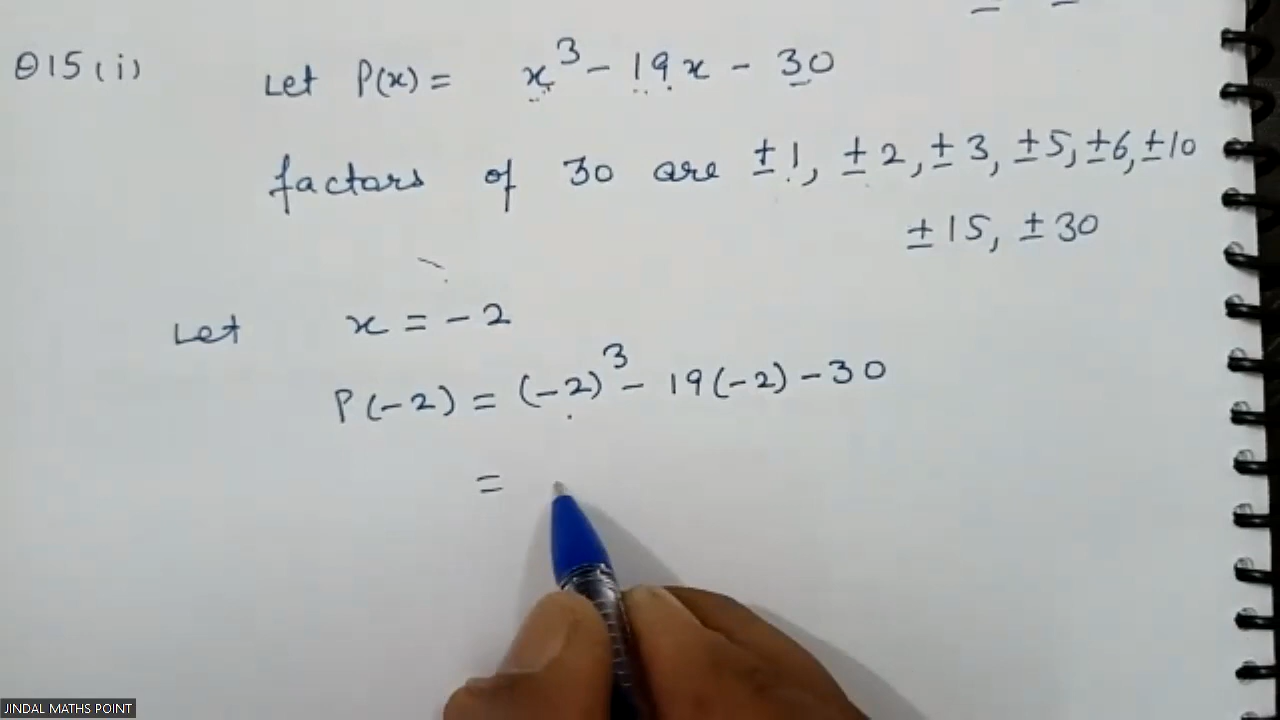 Q15(i) Let P(x) = x³ - 19x - 30
factors of 30 are ±1, ±2, ±3, ±5, ±6, ±10
±15, ±30
Let x = -2
P(-2) = (-2)³ - 19(-2) - 30
=
JINDAL MATHS POINT